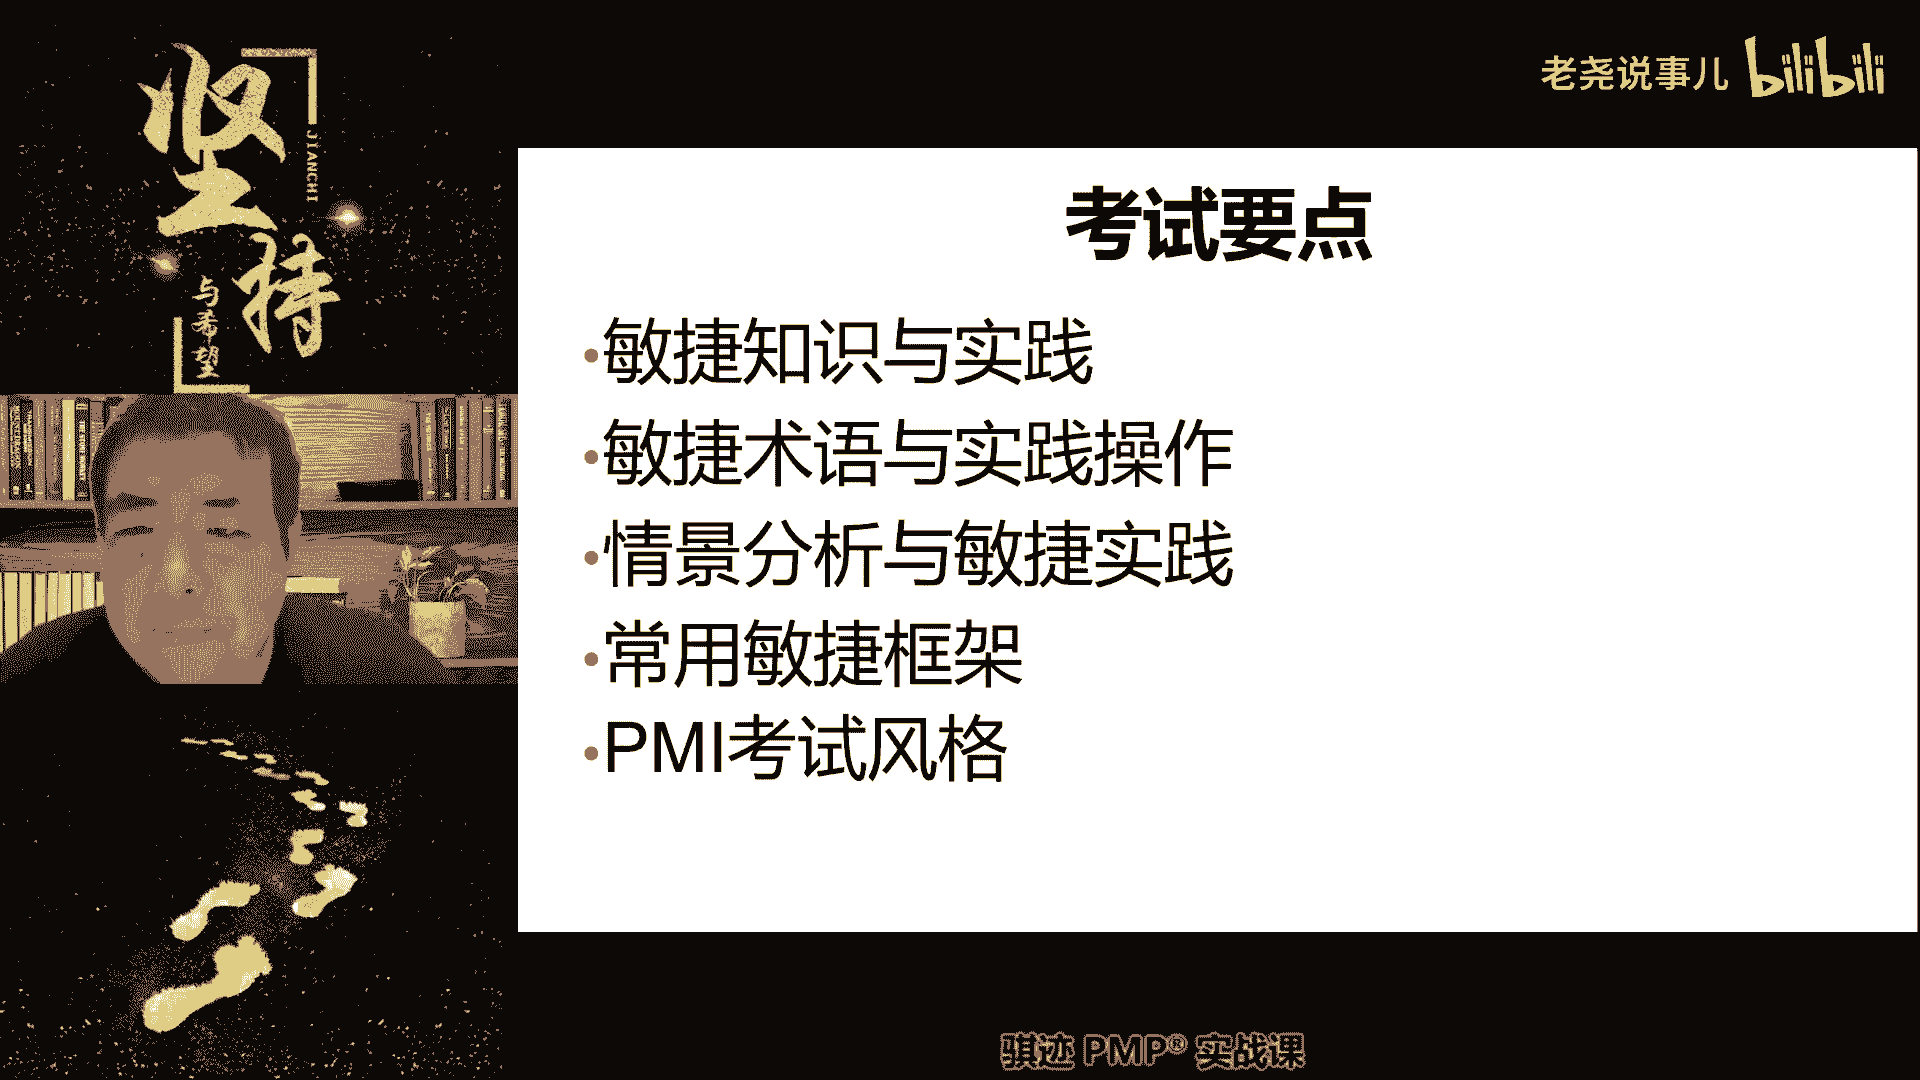 坚持
JIANCHI
与希望
老尧说事儿 bilibili
考试要点
•敏捷知识与实践
•敏捷术语与实践操作
•情景分析与敏捷实践
•常用敏捷框架
•PMI考试风格
骐迹 PMP® 实战课